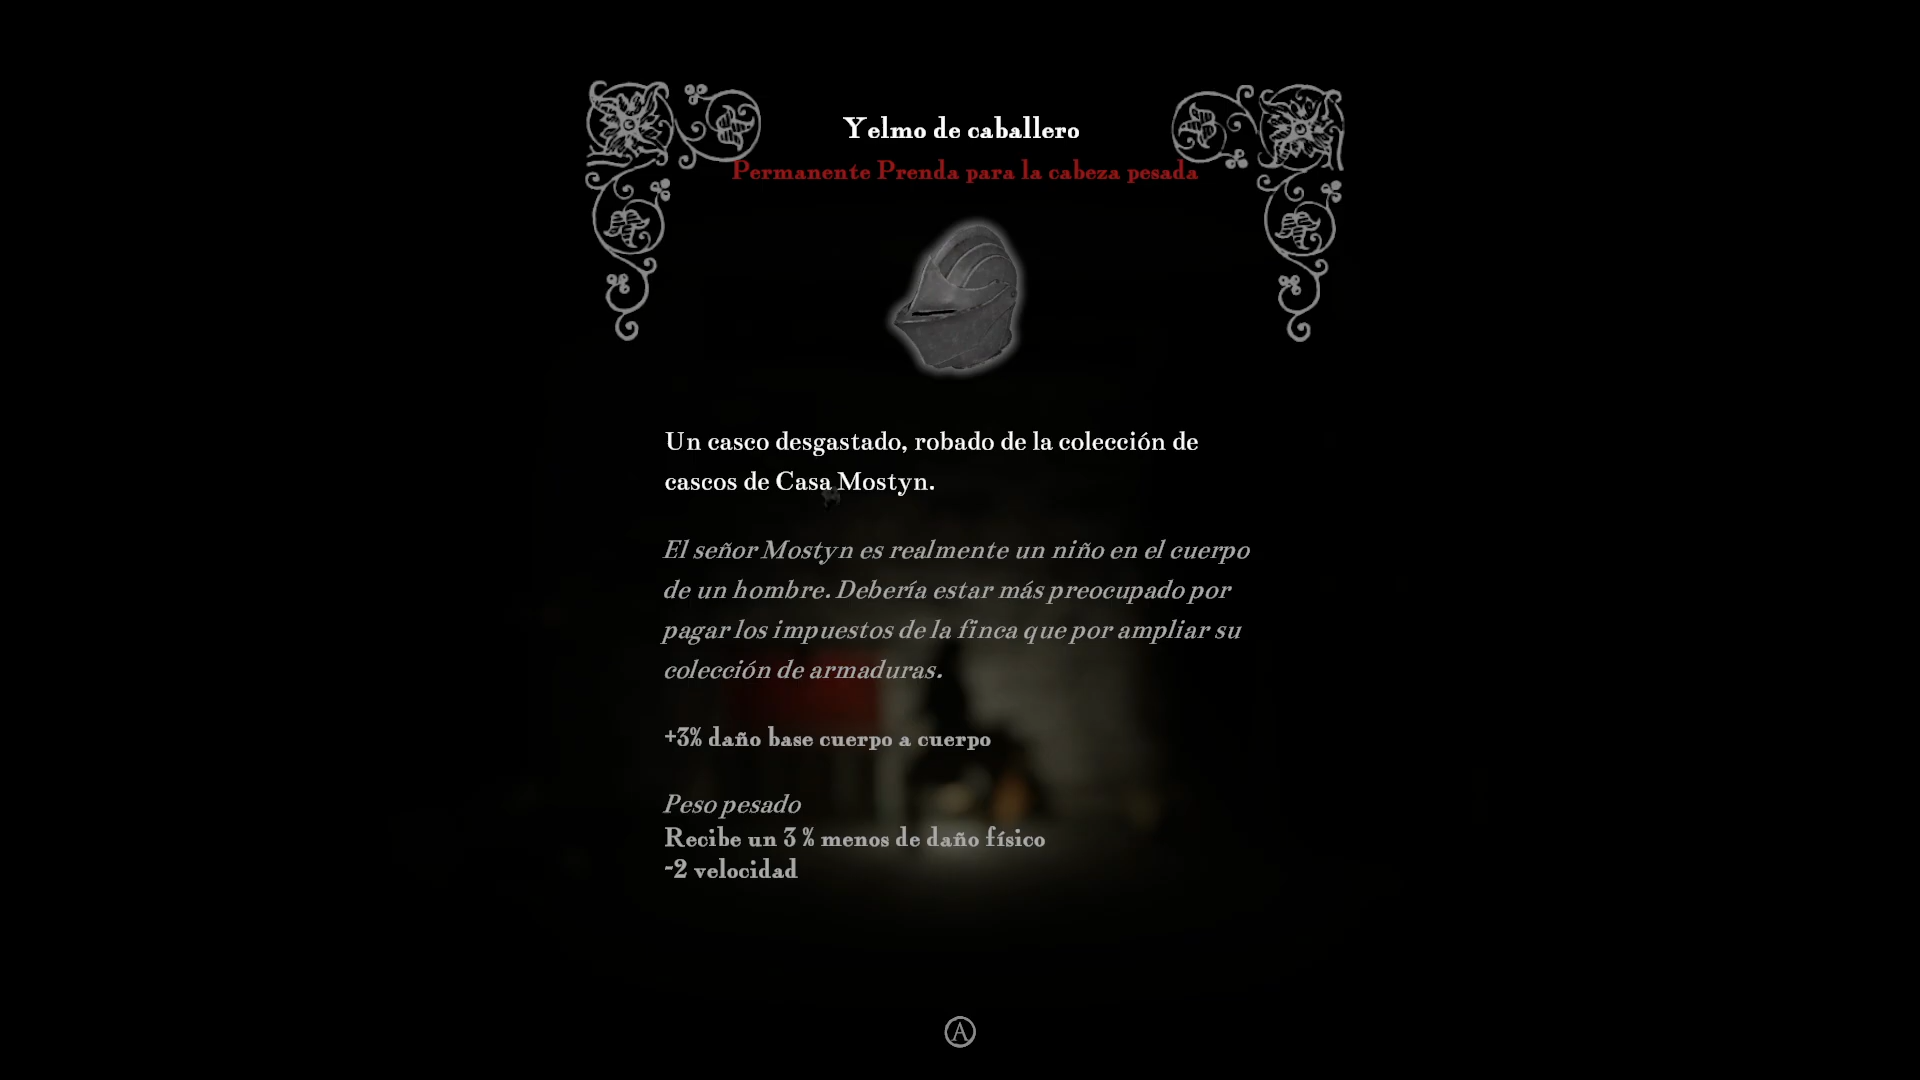 Yelmo de caballero
Permanente Prenda para la cabeza pesada
Un casco desgastado, robado de la colección de
cascos de Casa Mostyn.
El señor Mostyn es realmente un niño en el cuerpo
de un hombre. Debería estar más preocupado por
pagar los impuestos de la finca que por ampliar su
colección de armaduras.
+3% daño base cuerpo a cuerpo
Peso pesado
Recibe un 3 % menos de daño físico
-2 velocidad
A